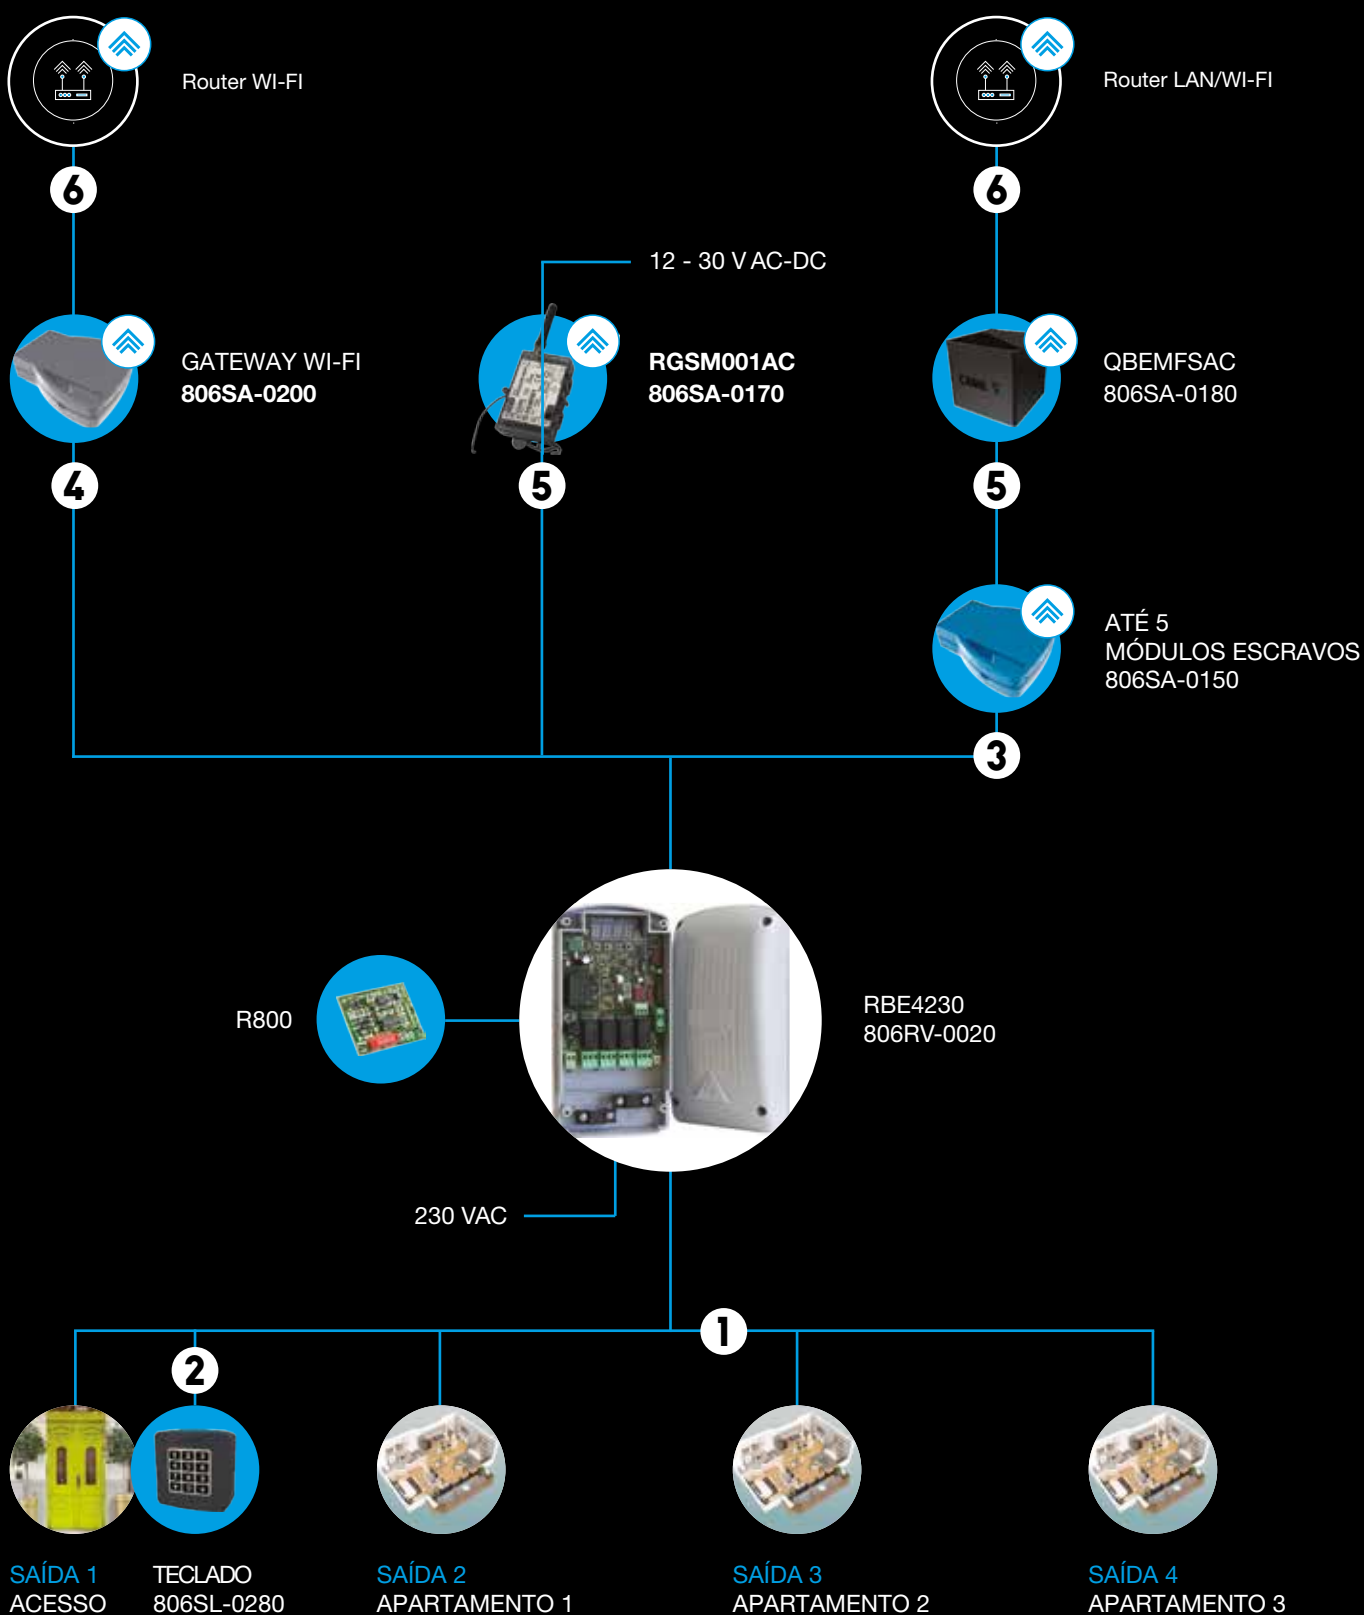 Router WI-FI
Router LAN/WI-FI
6
6
12 - 30 V AC-DC
GATEWAY WI-FI
806SA-0200
RGSM001AC
806SA-0170
QBEMFSAC
806SA-0180
CAME
4
5
5
ATÉ 5
MÓDULOS ESCRAVOS
806SA-0150
3
R800
RBE4230
806RV-0020
230 VAC
1
2
SAÍDA 1
ACESSO
TECLADO
806SL-0280
SAÍDA 2
APARTAMENTO 1
SAÍDA 3
APARTAMENTO 2
SAÍDA 4
APARTAMENTO 3